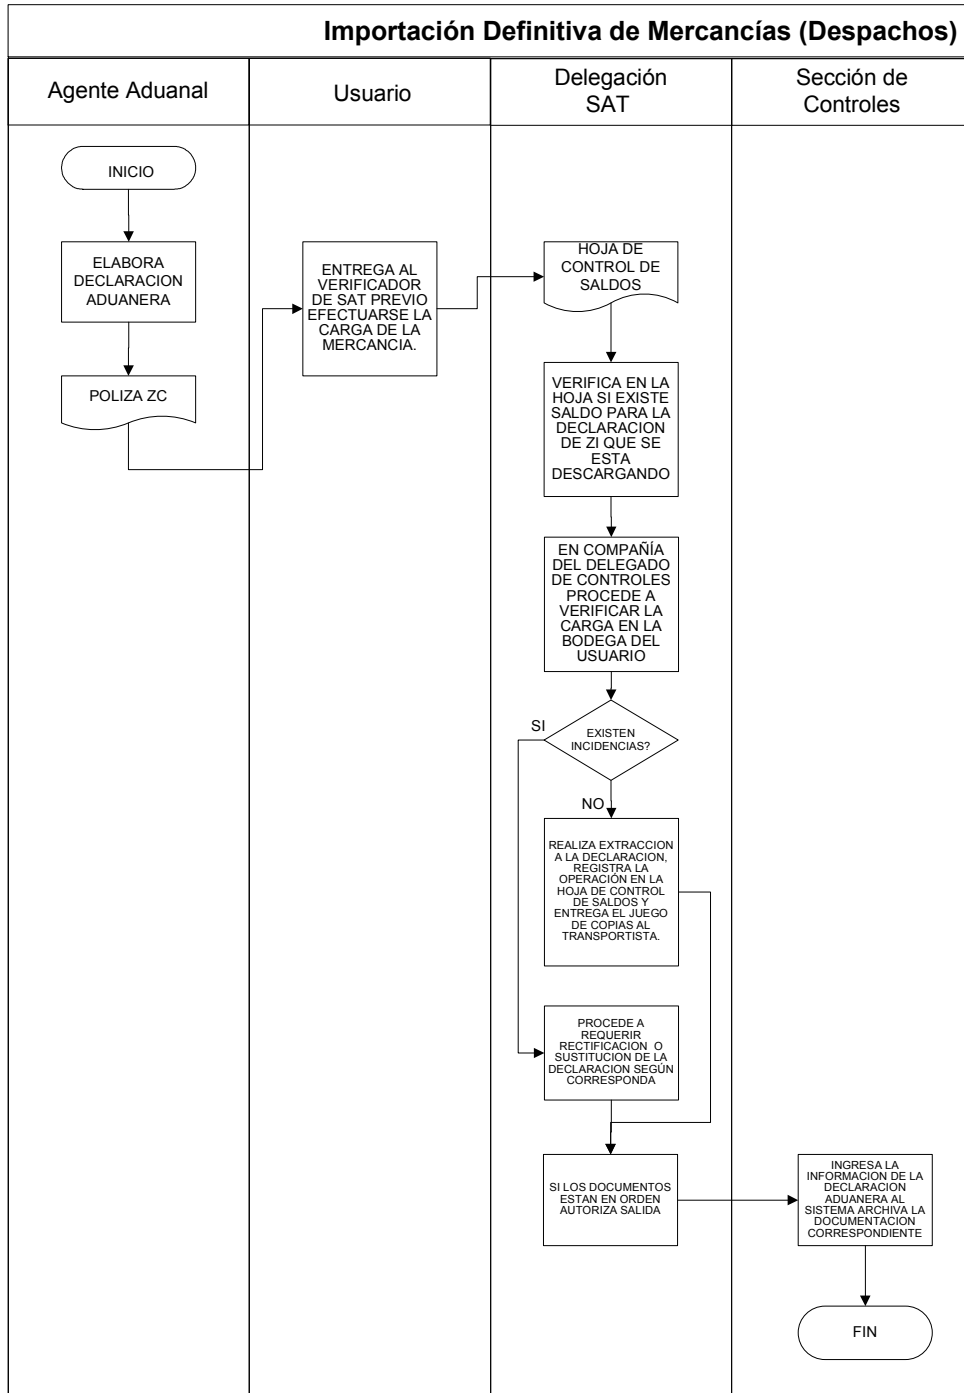 Importación Definitiva de Mercancías (Despachos)
Agente Aduanal
Usuario
Delegación
SAT
Sección de
Controles
INICIO
ELABORA
DECLARACION
ADUANERA
POLIZA ZC
ENTREGA AL
VERIFICADOR
DE SAT PREVIO
EFECTUARSE LA
CARGA DE LA
MERCANCIA.
HOJA DE
CONTROL DE
SALDOS
VERIFICA EN LA
HOJA SI EXISTE
SALDO PARA LA
DECLARACION
DE ZI QUE SE
ESTA
DESCARGANDO
EN COMPAÑÍA
DEL DELEGADO
DE CONTROLES
PROCEDE A
VERIFICAR LA
CARGA EN LA
BODEGA DEL
USUARIO
EXISTEN
INCIDENCIAS?
SI
NO
REALIZA EXTRACCION
A LA DECLARACION,
REGISTRA LA
OPERACIÓN EN LA
HOJA DE CONTROL
DE SALDOS Y
ENTREGA EL JUEGO
DE COPIAS AL
TRANSPORTISTA.
PROCEDE A
REQUERIR
RECTIFICACION O
SUSTITUCION DE LA
DECLARACION SEGÚN
CORRESPONDA
SI LOS DOCUMENTOS
ESTAN EN ORDEN
AUTORIZA SALIDA
INGRESA LA
INFORMACION DE LA
DECLARACION
ADUANERA AL
SISTEMA ARCHIVA LA
DOCUMENTACION
CORRESPONDIENTE
FIN